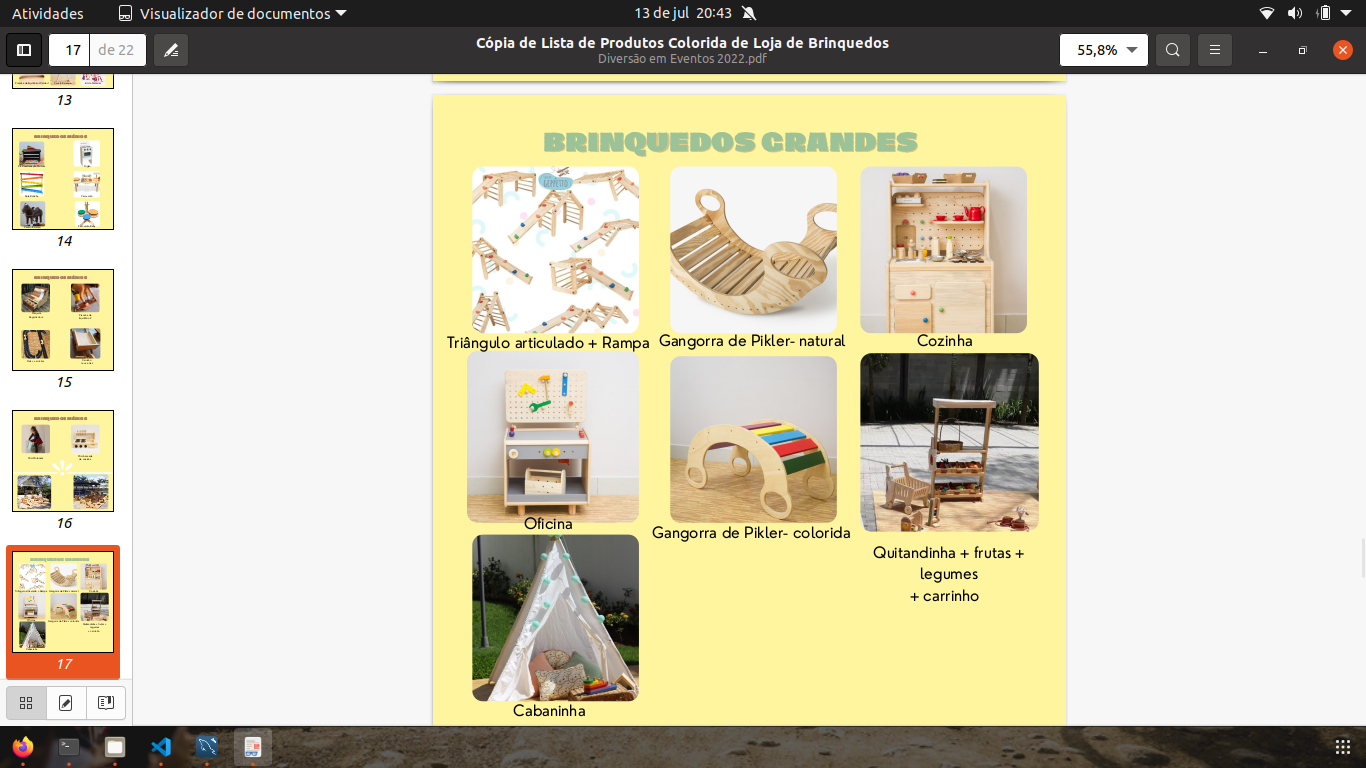 Atividades
Visualizador de documentos
13 de jul 20:43
17
de 22
Cópia de Lista de Produtos Colorida de Loja de Brinquedos
Diversão em Eventos 2022.pdf
55,8%
13
14
15
16
17
BRINQUEDOS GRANDES
GEPPETTO
Triângulo articulado + Rampa
Gangorra de Pikler- natural
Cozinha
Oficina
Gangorra de Pikler- colorida
Quitandinha + frutas +
legumes
+ carrinho
Cabaninha